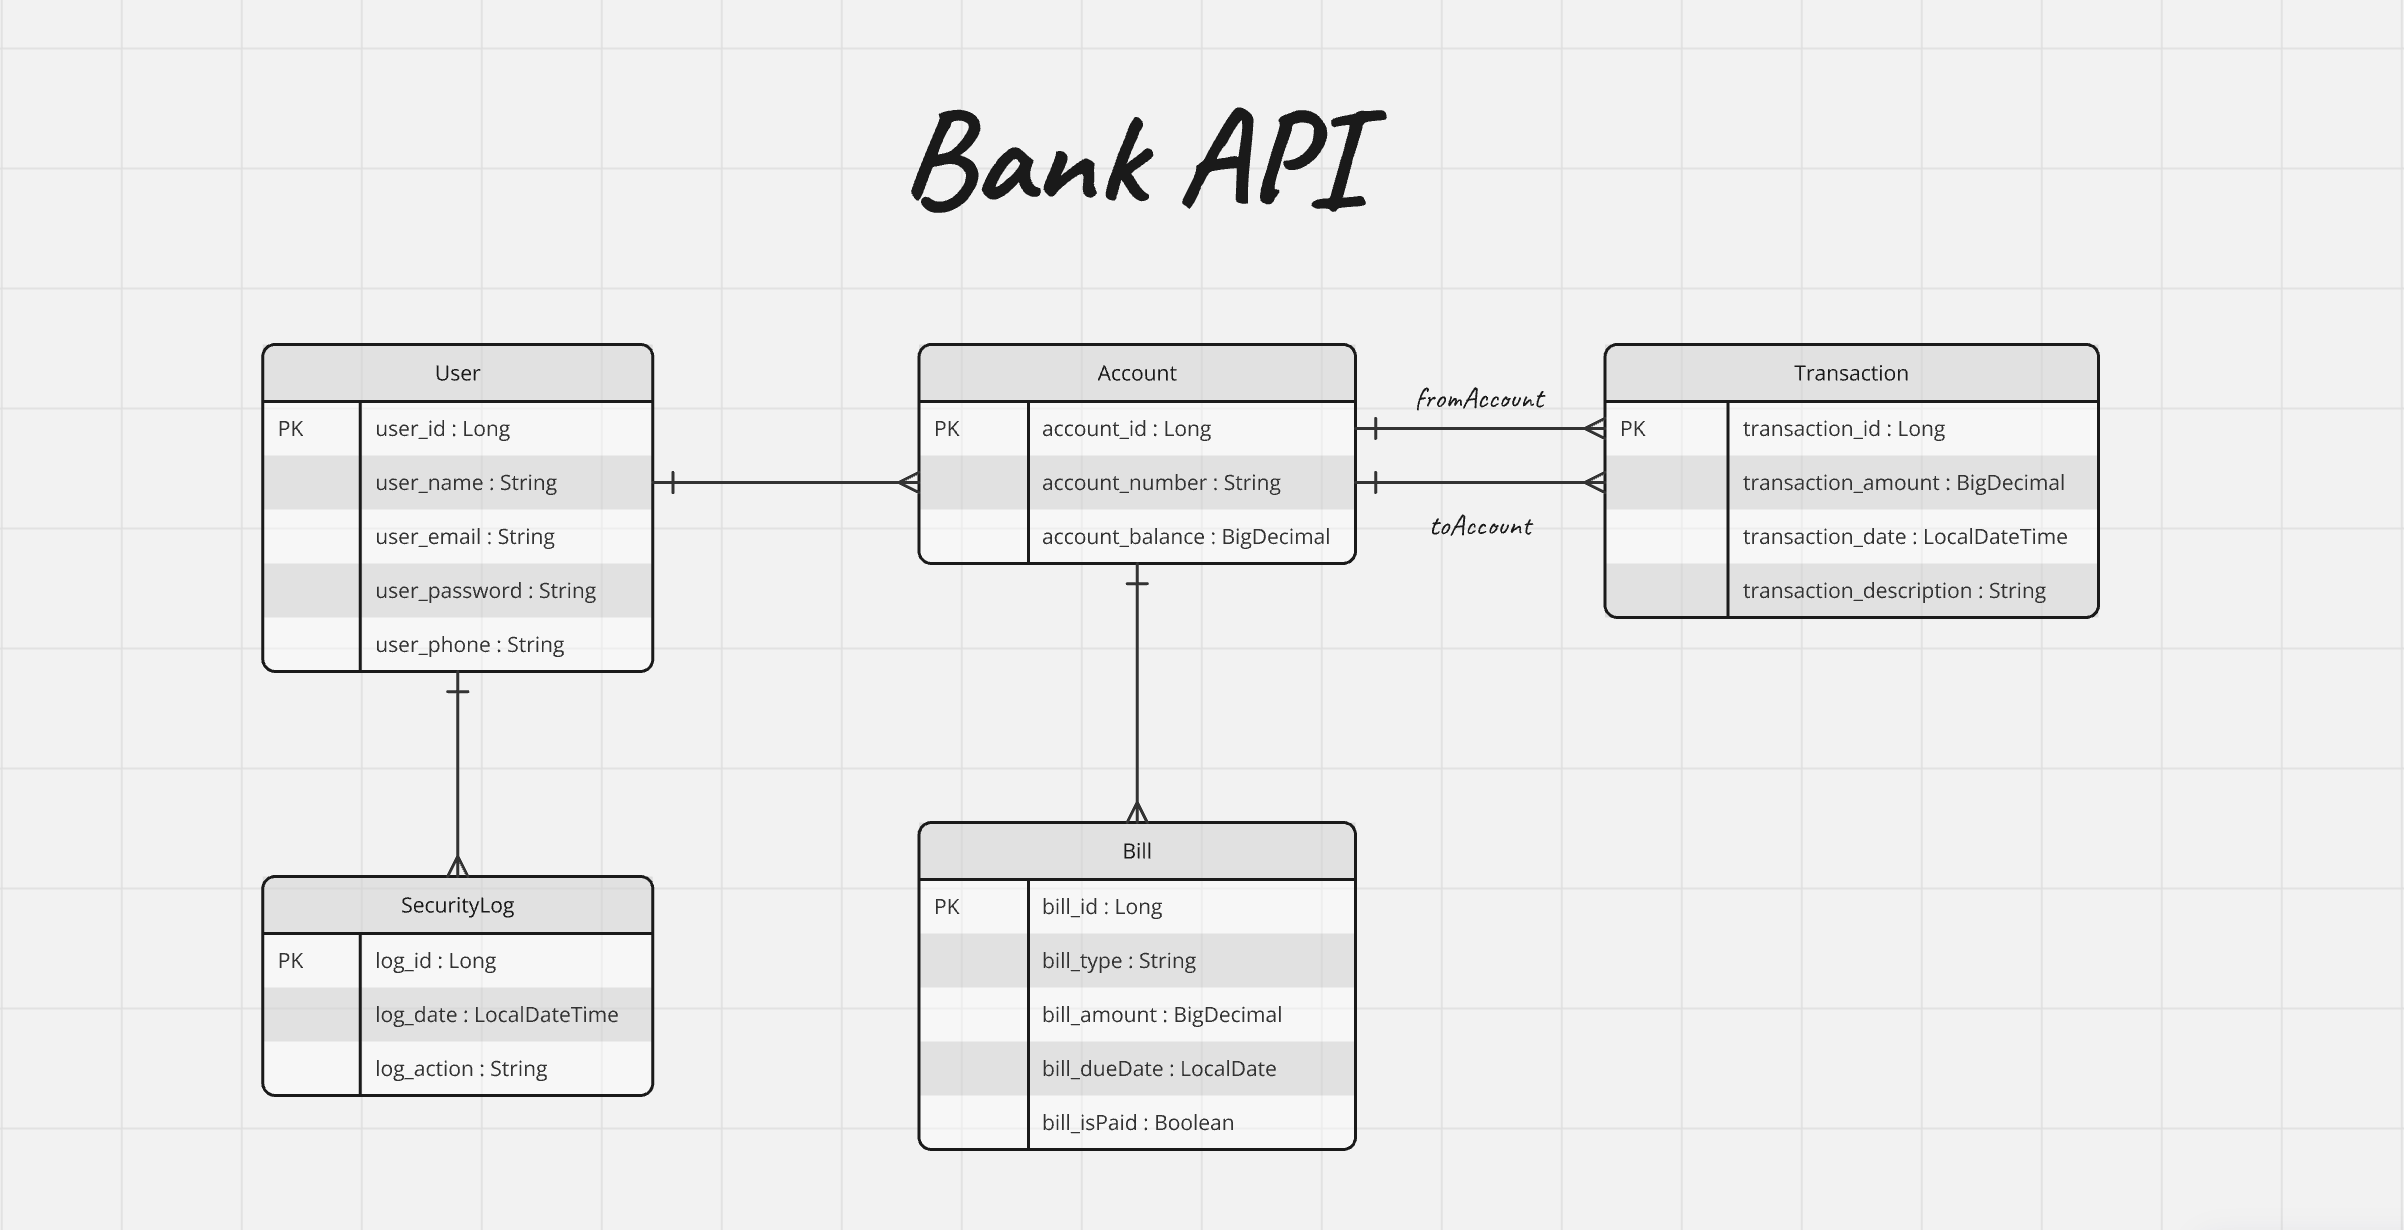 Bank API
User
PK user_id : Long
user_name : String
user_email : String
user_password : String
user_phone : String
Account
PK account_id : Long
account_number : String
account_balance : BigDecimal
fromAccount
toAccount
Transaction
PK transaction_id : Long
transaction_amount : BigDecimal
transaction_date : LocalDateTime
transaction_description : String
SecurityLog
PK log_id : Long
log_date : LocalDateTime
log_action : String
Bill
PK bill_id : Long
bill_type : String
bill_amount : BigDecimal
bill_dueDate : LocalDate
bill_isPaid : Boolean